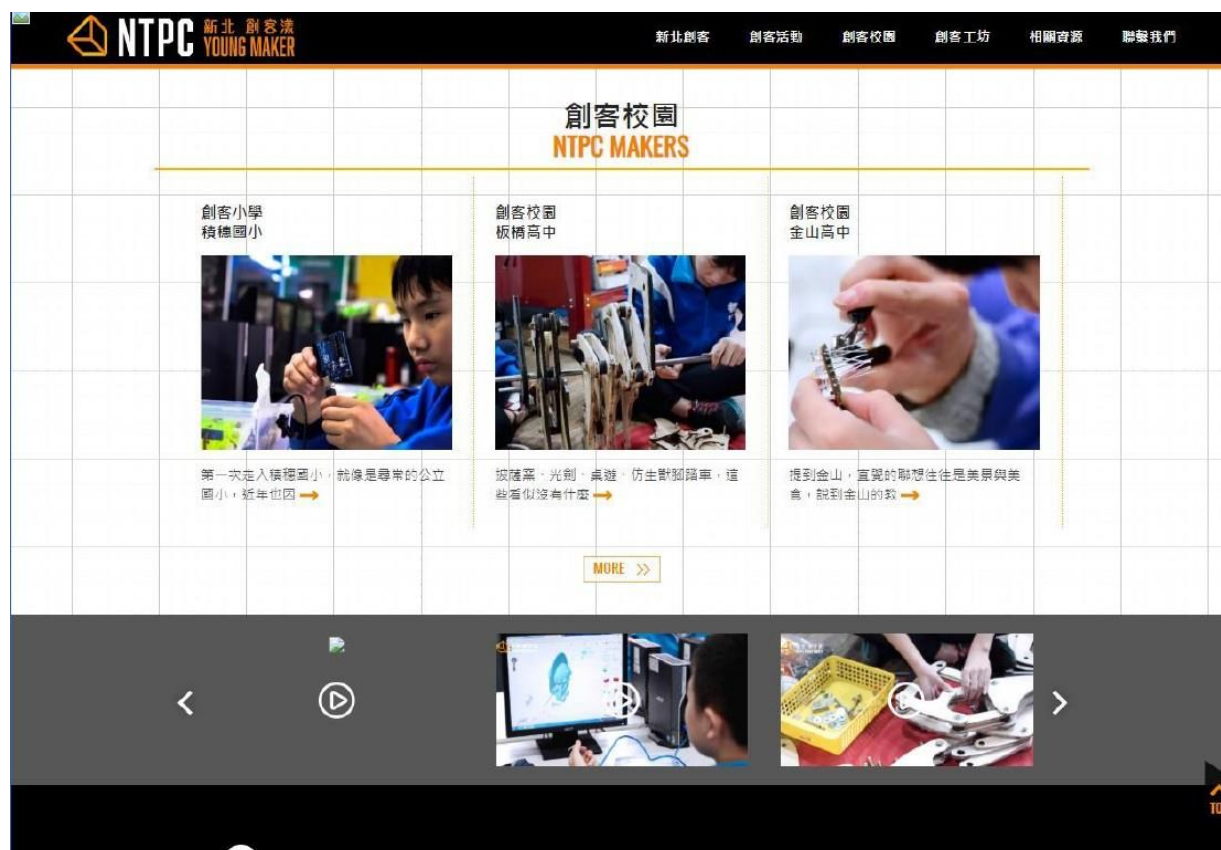 NTPC 新北 創客漾
YOUNG MAKER
新北創客 創客活動 創客校園 創客工坊 相關資源 聯繫我們
創客校園
NTPC MAKERS
創客小學
積穗國小
第一次走入積穗國小，就像是尋常的公立
國小，近年也因
創客校園
板橋高中
披薩窯、光劍、桌遊、仿生獸腳踏車，這
些看似沒有什麼
創客校園
金山高中
提到金山，直覺的聯想往往是美景與美
食，說到金山的教
MORE